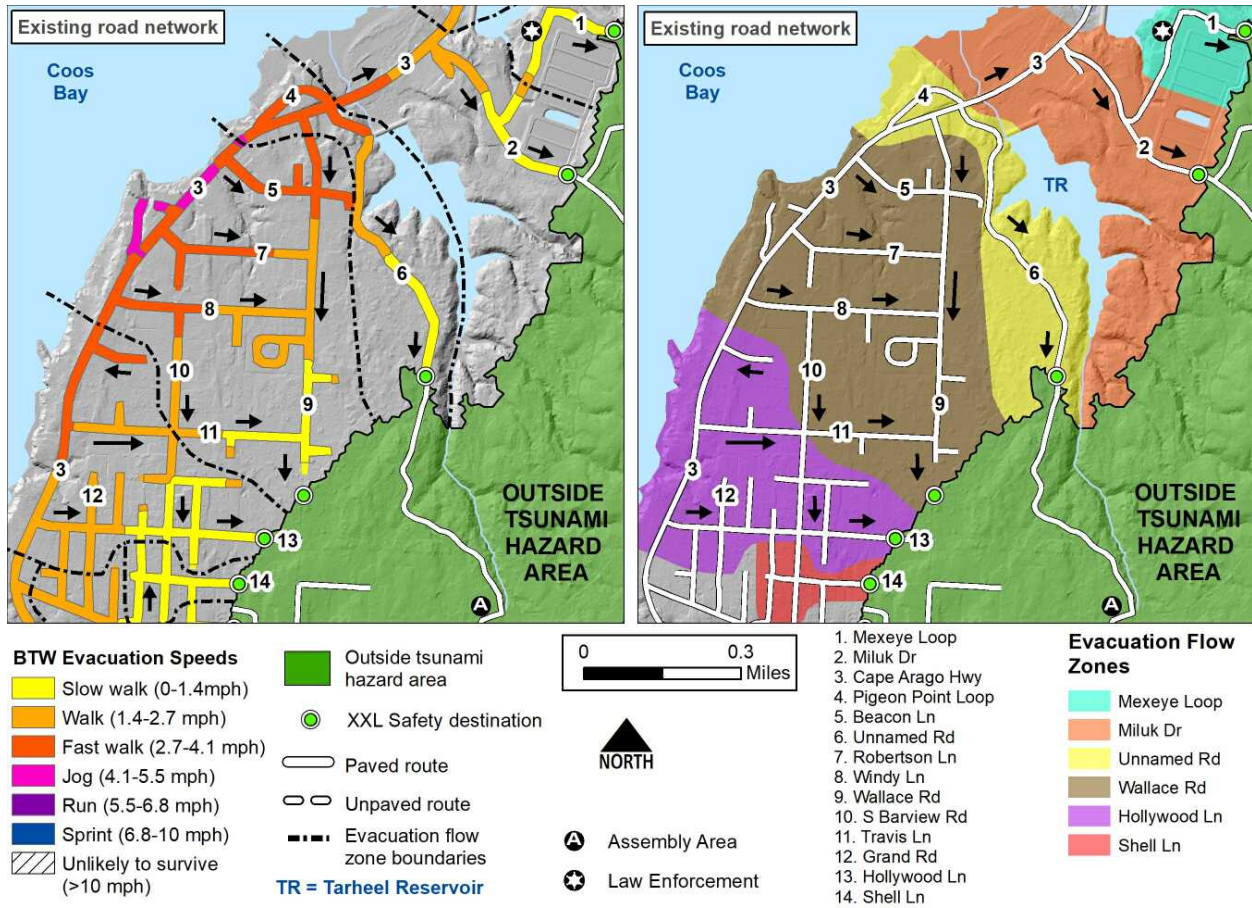 Existing road network
Coos
Bay
1
2
3
4
5
3
6
7
8
10
9
11
3
12
13
14
OUTSIDE
TSUNAMI
HAZARD
AREA
A
Existing road network
Coos
Bay
1
2
3
4
TR
5
3
6
7
8
10
9
11
3
12
13
14
OUTSIDE
TSUNAMI
HAZARD
AREA
A
BTW Evacuation Speeds
Slow walk (0-1.4mph)
Walk (1.4-2.7 mph)
Fast walk (2.7-4.1 mph)
Jog (4.1-5.5 mph)
Run (5.5-6.8 mph)
Sprint (6.8-10 mph)
Unlikely to survive
(>10 mph)
Outside tsunami
hazard area
XXL Safety destination
Paved route
Unpaved route
Evacuation flow
zone boundaries
TR = Tarheel Reservoir
0 0.3
Miles
NORTH
A Assembly Area
Law Enforcement
1. Mexeye Loop
2. Miluk Dr
3. Cape Arago Hwy
4. Pigeon Point Loop
5. Beacon Ln
6. Unnamed Rd
7. Robertson Ln
8. Windy Ln
9. Wallace Rd
10. S Barview Rd
11. Travis Ln
12. Grand Rd
13. Hollywood Ln
14. Shell Ln
Evacuation Flow
Zones
Mexeye Loop
Miluk Dr
Unnamed Rd
Wallace Rd
Hollywood Ln
Shell Ln